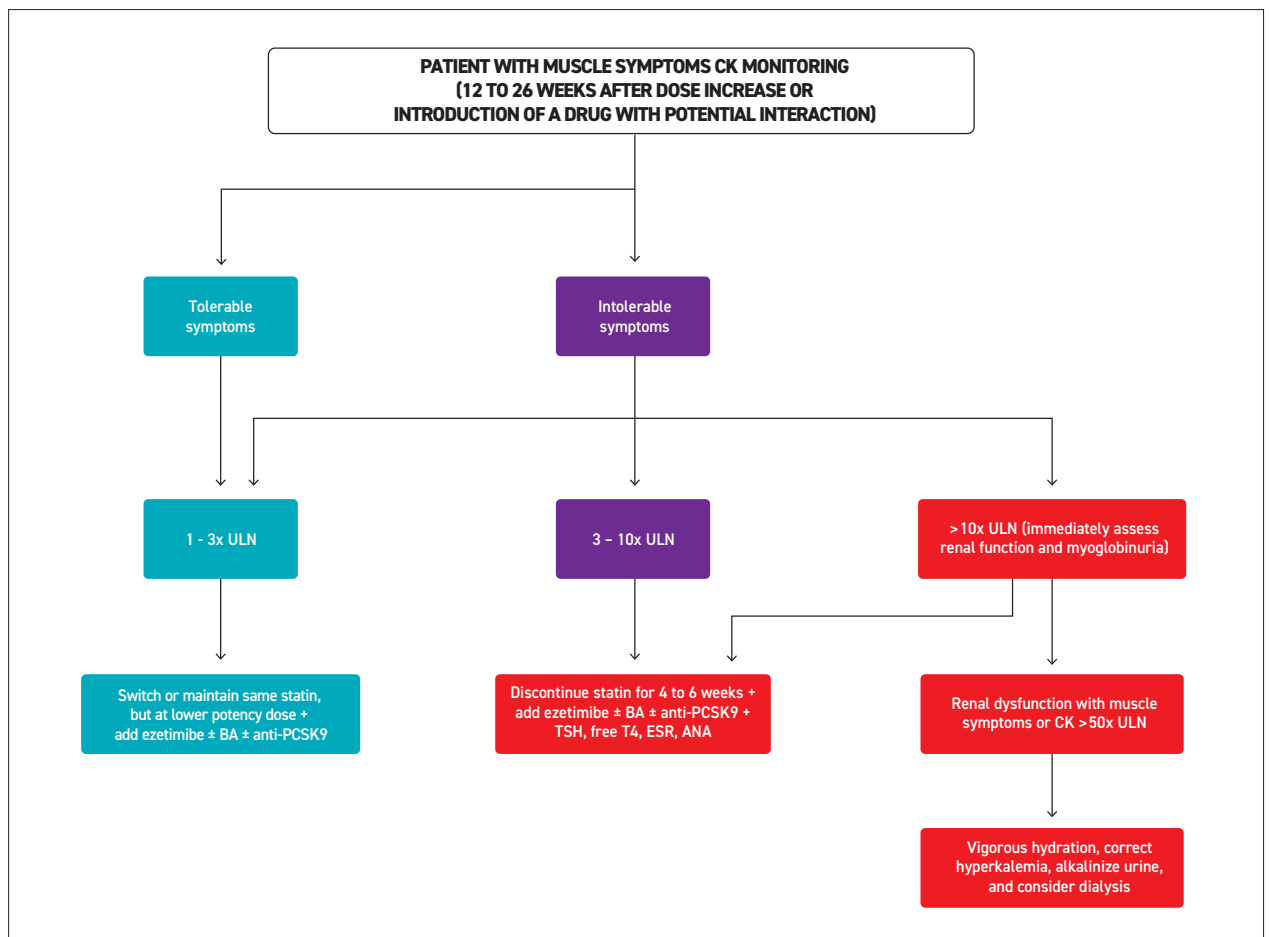 PATIENT WITH MUSCLE SYMPTOMS CK MONITORING
(12 TO 26 WEEKS AFTER DOSE INCREASE OR
INTRODUCTION OF A DRUG WITH POTENTIAL INTERACTION)
Tolerable
symptoms
Intolerable
symptoms
1 - 3x ULN
3 – 10x ULN
>10x ULN (immediately assess
renal function and myoglobinuria)
Switch or maintain same statin,
but at lower potency dose +
add ezetimibe ± BA ± anti-PCSK9
Discontinue statin for 4 to 6 weeks +
add ezetimibe ± BA ± anti-PCSK9 +
TSH, free T4, ESR, ANA
Renal dysfunction with muscle
symptoms or CK >50x ULN
Vigorous hydration, correct
hyperkalemia, alkalinize urine,
and consider dialysis